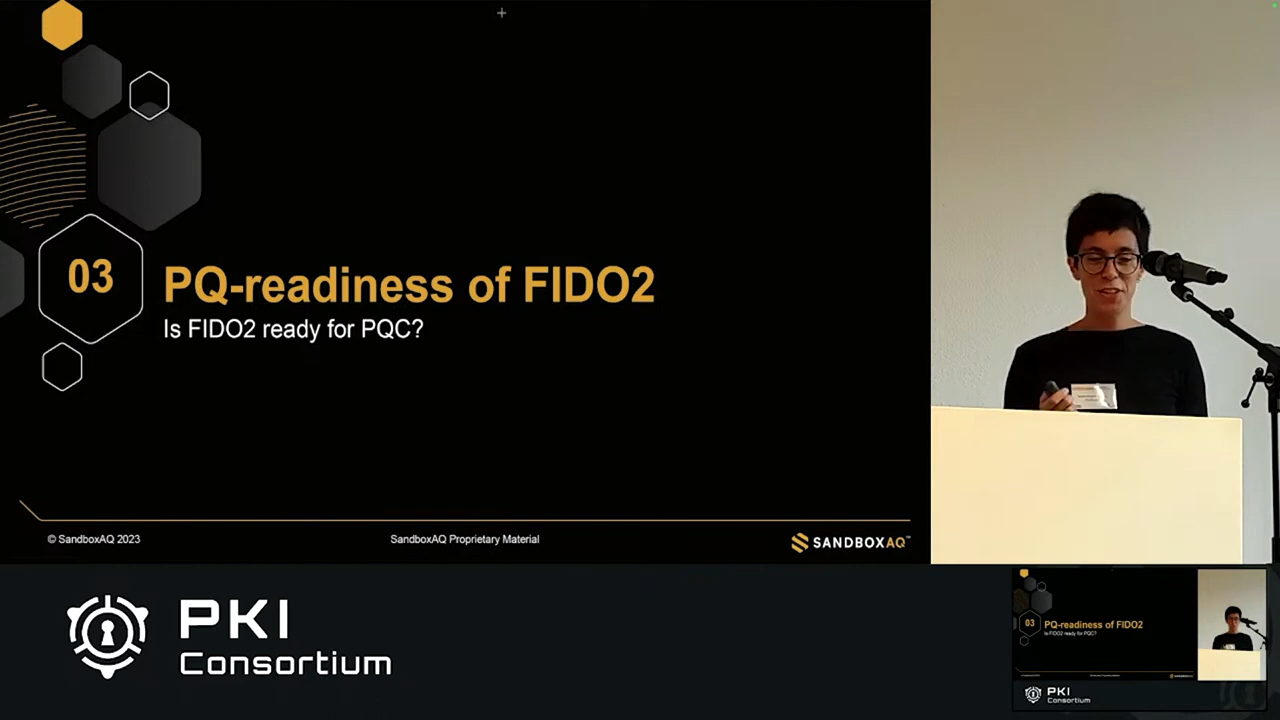 03
PQ-readiness of FIDO2
Is FIDO2 ready for PQC?
© SandboxAQ 2023
SandboxAQ Proprietary Material
SANDBOXAQ™
PKI
Consortium
03
PQ-readiness of FIDO2
Is FIDO2 ready for PQC?
SANDBOXAQ
PKI
Consortium